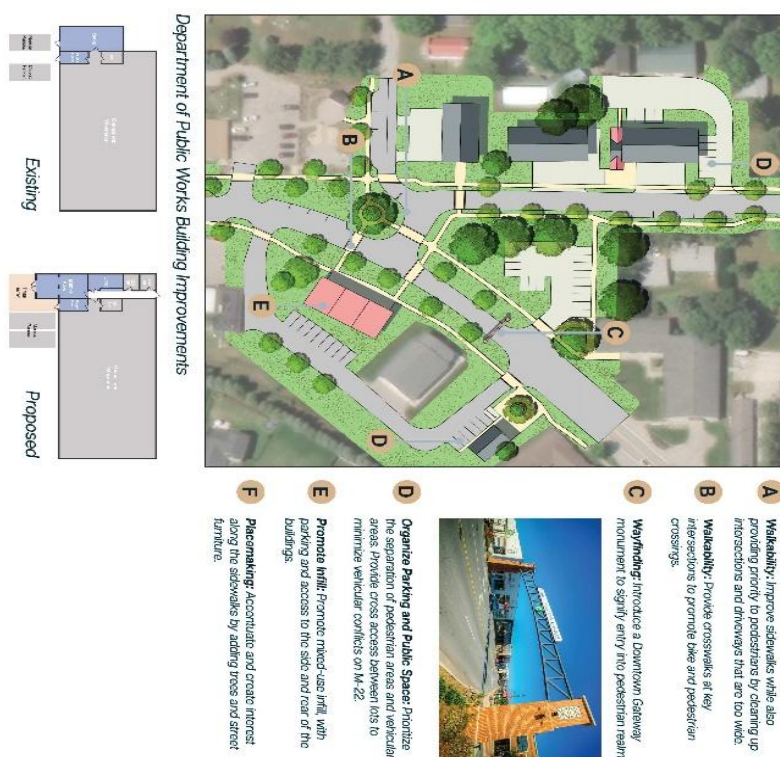 Department of Public Works Building Improvements
Existing
Proposed
A
B
E
D
C
D
A Walkability: Improve sidewalks while also
providing priority to pedestrians by cleaning up
intersections and driveways that are too wide.
B Walkability: Provide crosswalks at key
intersections to promote bike and pedestrian
crossings.
C Wayfinding: Introduce a Downtown Gateway
monument to signify entry into pedestrian realm
D Organize Parking and Public Space: Prioritize
the separation of pedestrian areas and vehicular
areas. Provide cross access between lots to
minimize vehicular conflicts on M-22
E Promote Infill: Promote mixed-use infill, with
parking and access to the side and rear of the
buildings.
F Placemaking: Accentuate and create interest
along the sidewalks by adding trees and street
furniture.